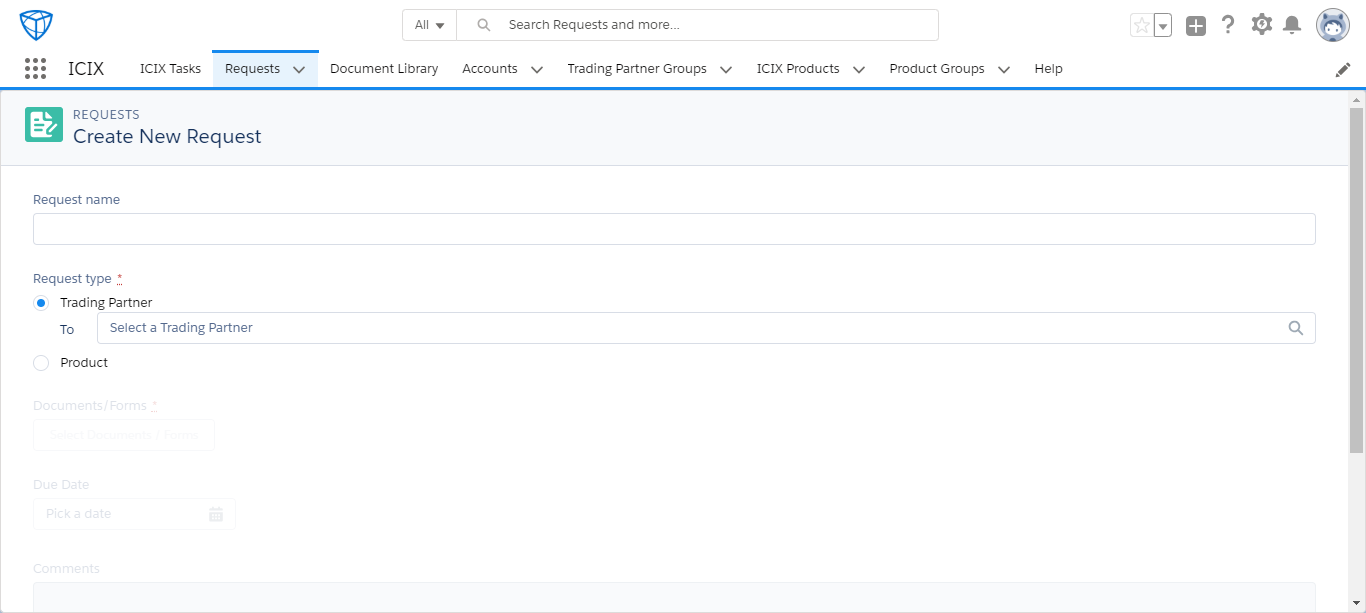 All
Search Requests and more...
ICIX
ICIX Tasks
Requests
Document Library
Accounts
Trading Partner Groups
ICIX Products
Product Groups
Help
REQUESTS
Create New Request
Request name
Request type *
Trading Partner
To
Select a Trading Partner
Product
Documents/Forms *
Select Documents / Forms
Due Date
Pick a date
Comments